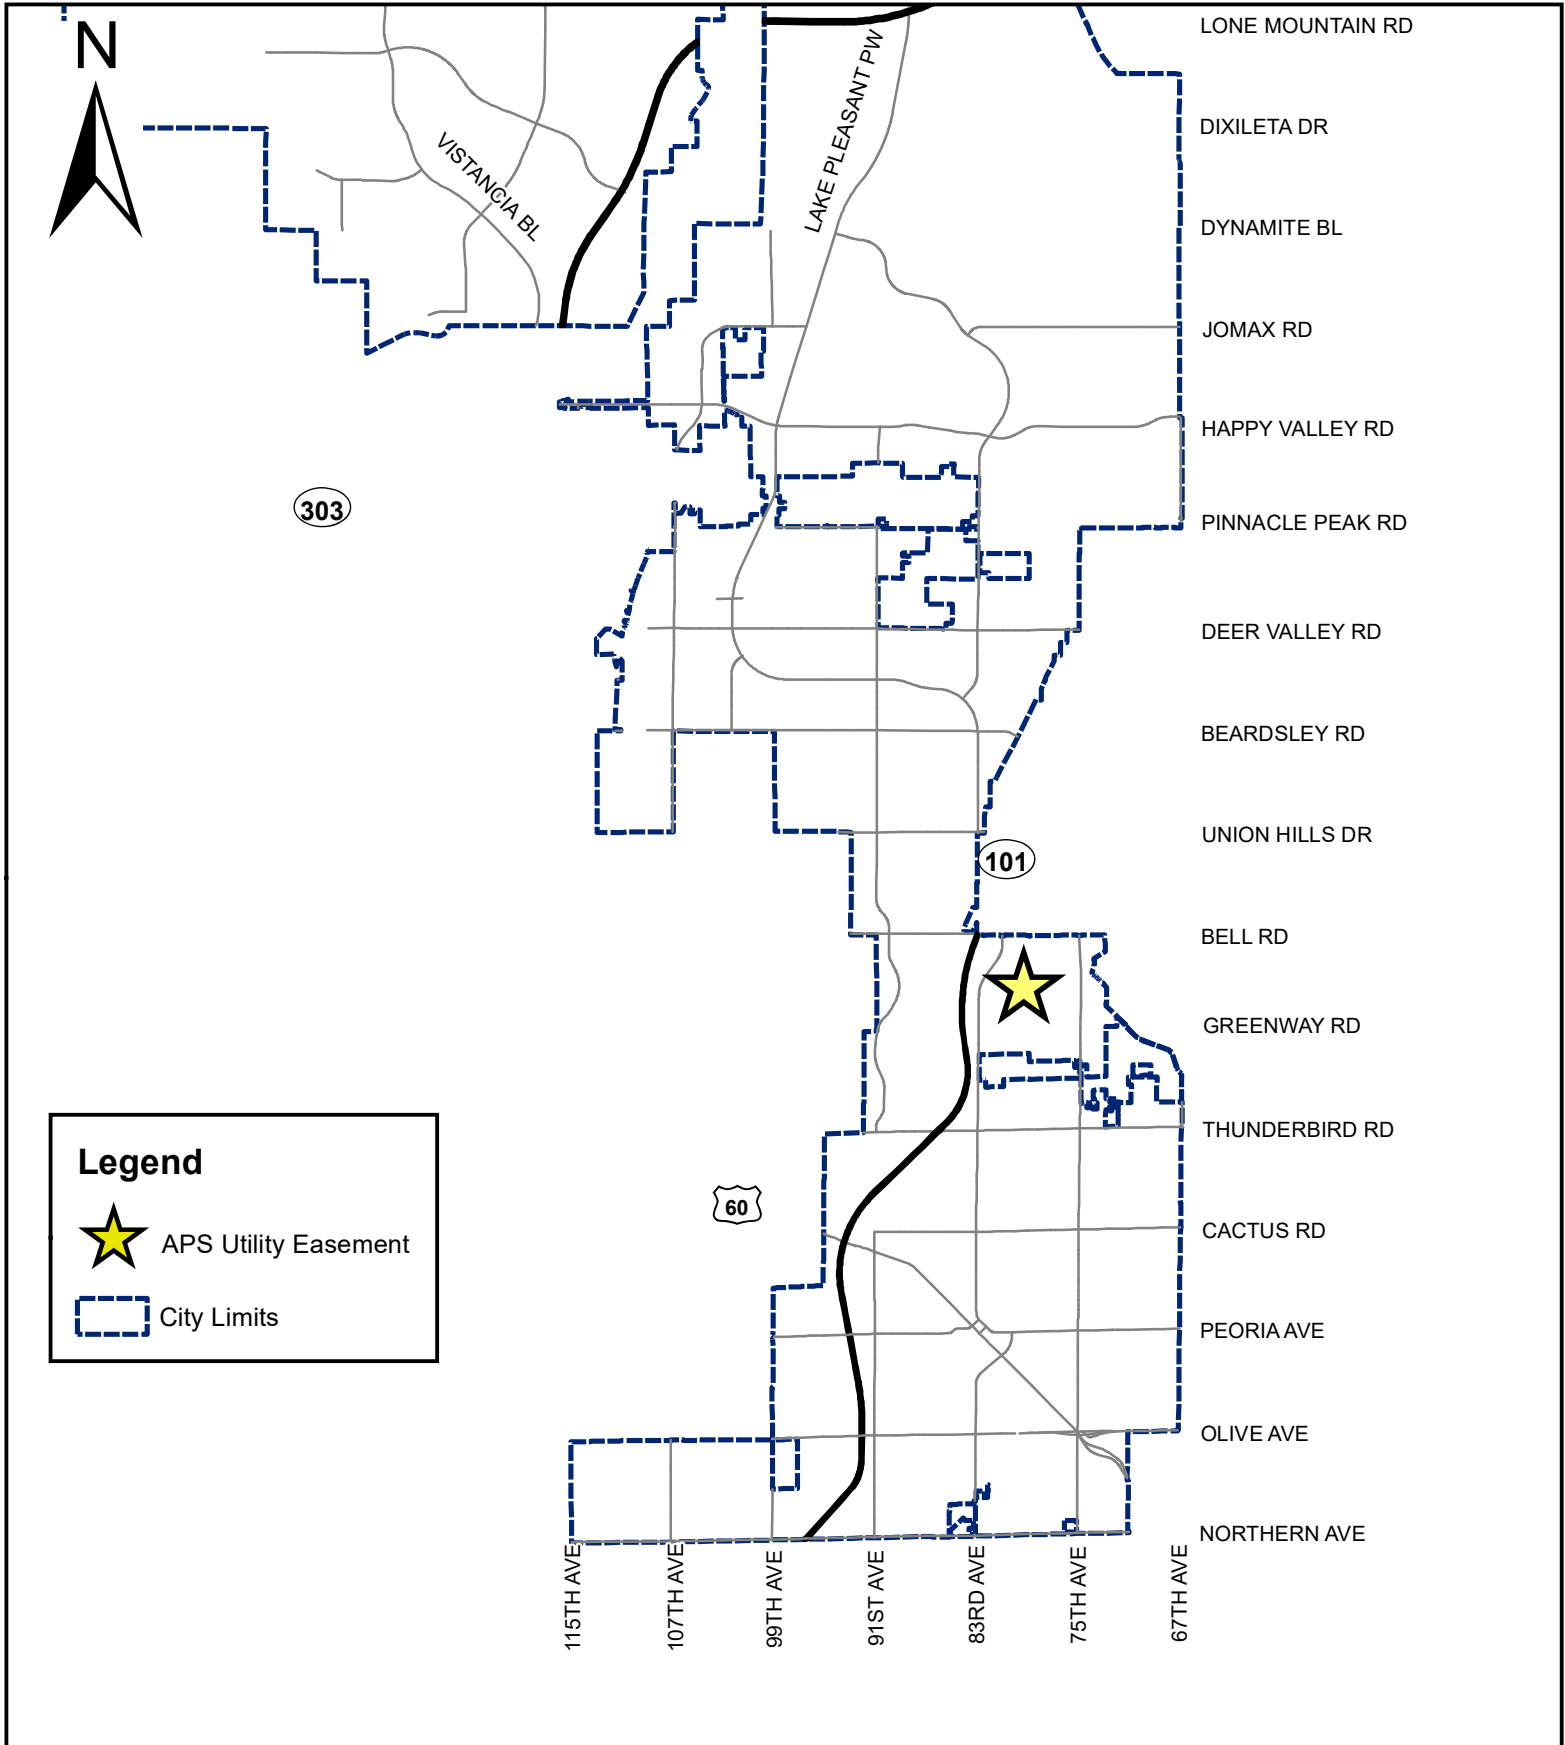 N
LONE MOUNTAIN RD
LAKE PLEASANT PW
DIXILETA DR
VISTANCIA BL
DYNAMITE BL
JOMAX RD
HAPPY VALLEY RD
303
PINNACLE PEAK RD
DEER VALLEY RD
BEARDSLEY RD
UNION HILLS DR
101
BELL RD
GREENWAY RD
THUNDERBIRD RD
Legend
60
APS Utility Easement
CACTUS RD
City Limits
PEORIA AVE
OLIVE AVE
NORTHERN AVE
115TH AVE
107TH AVE
99TH AVE
91ST AVE
83RD AVE
75TH AVE
67TH AVE